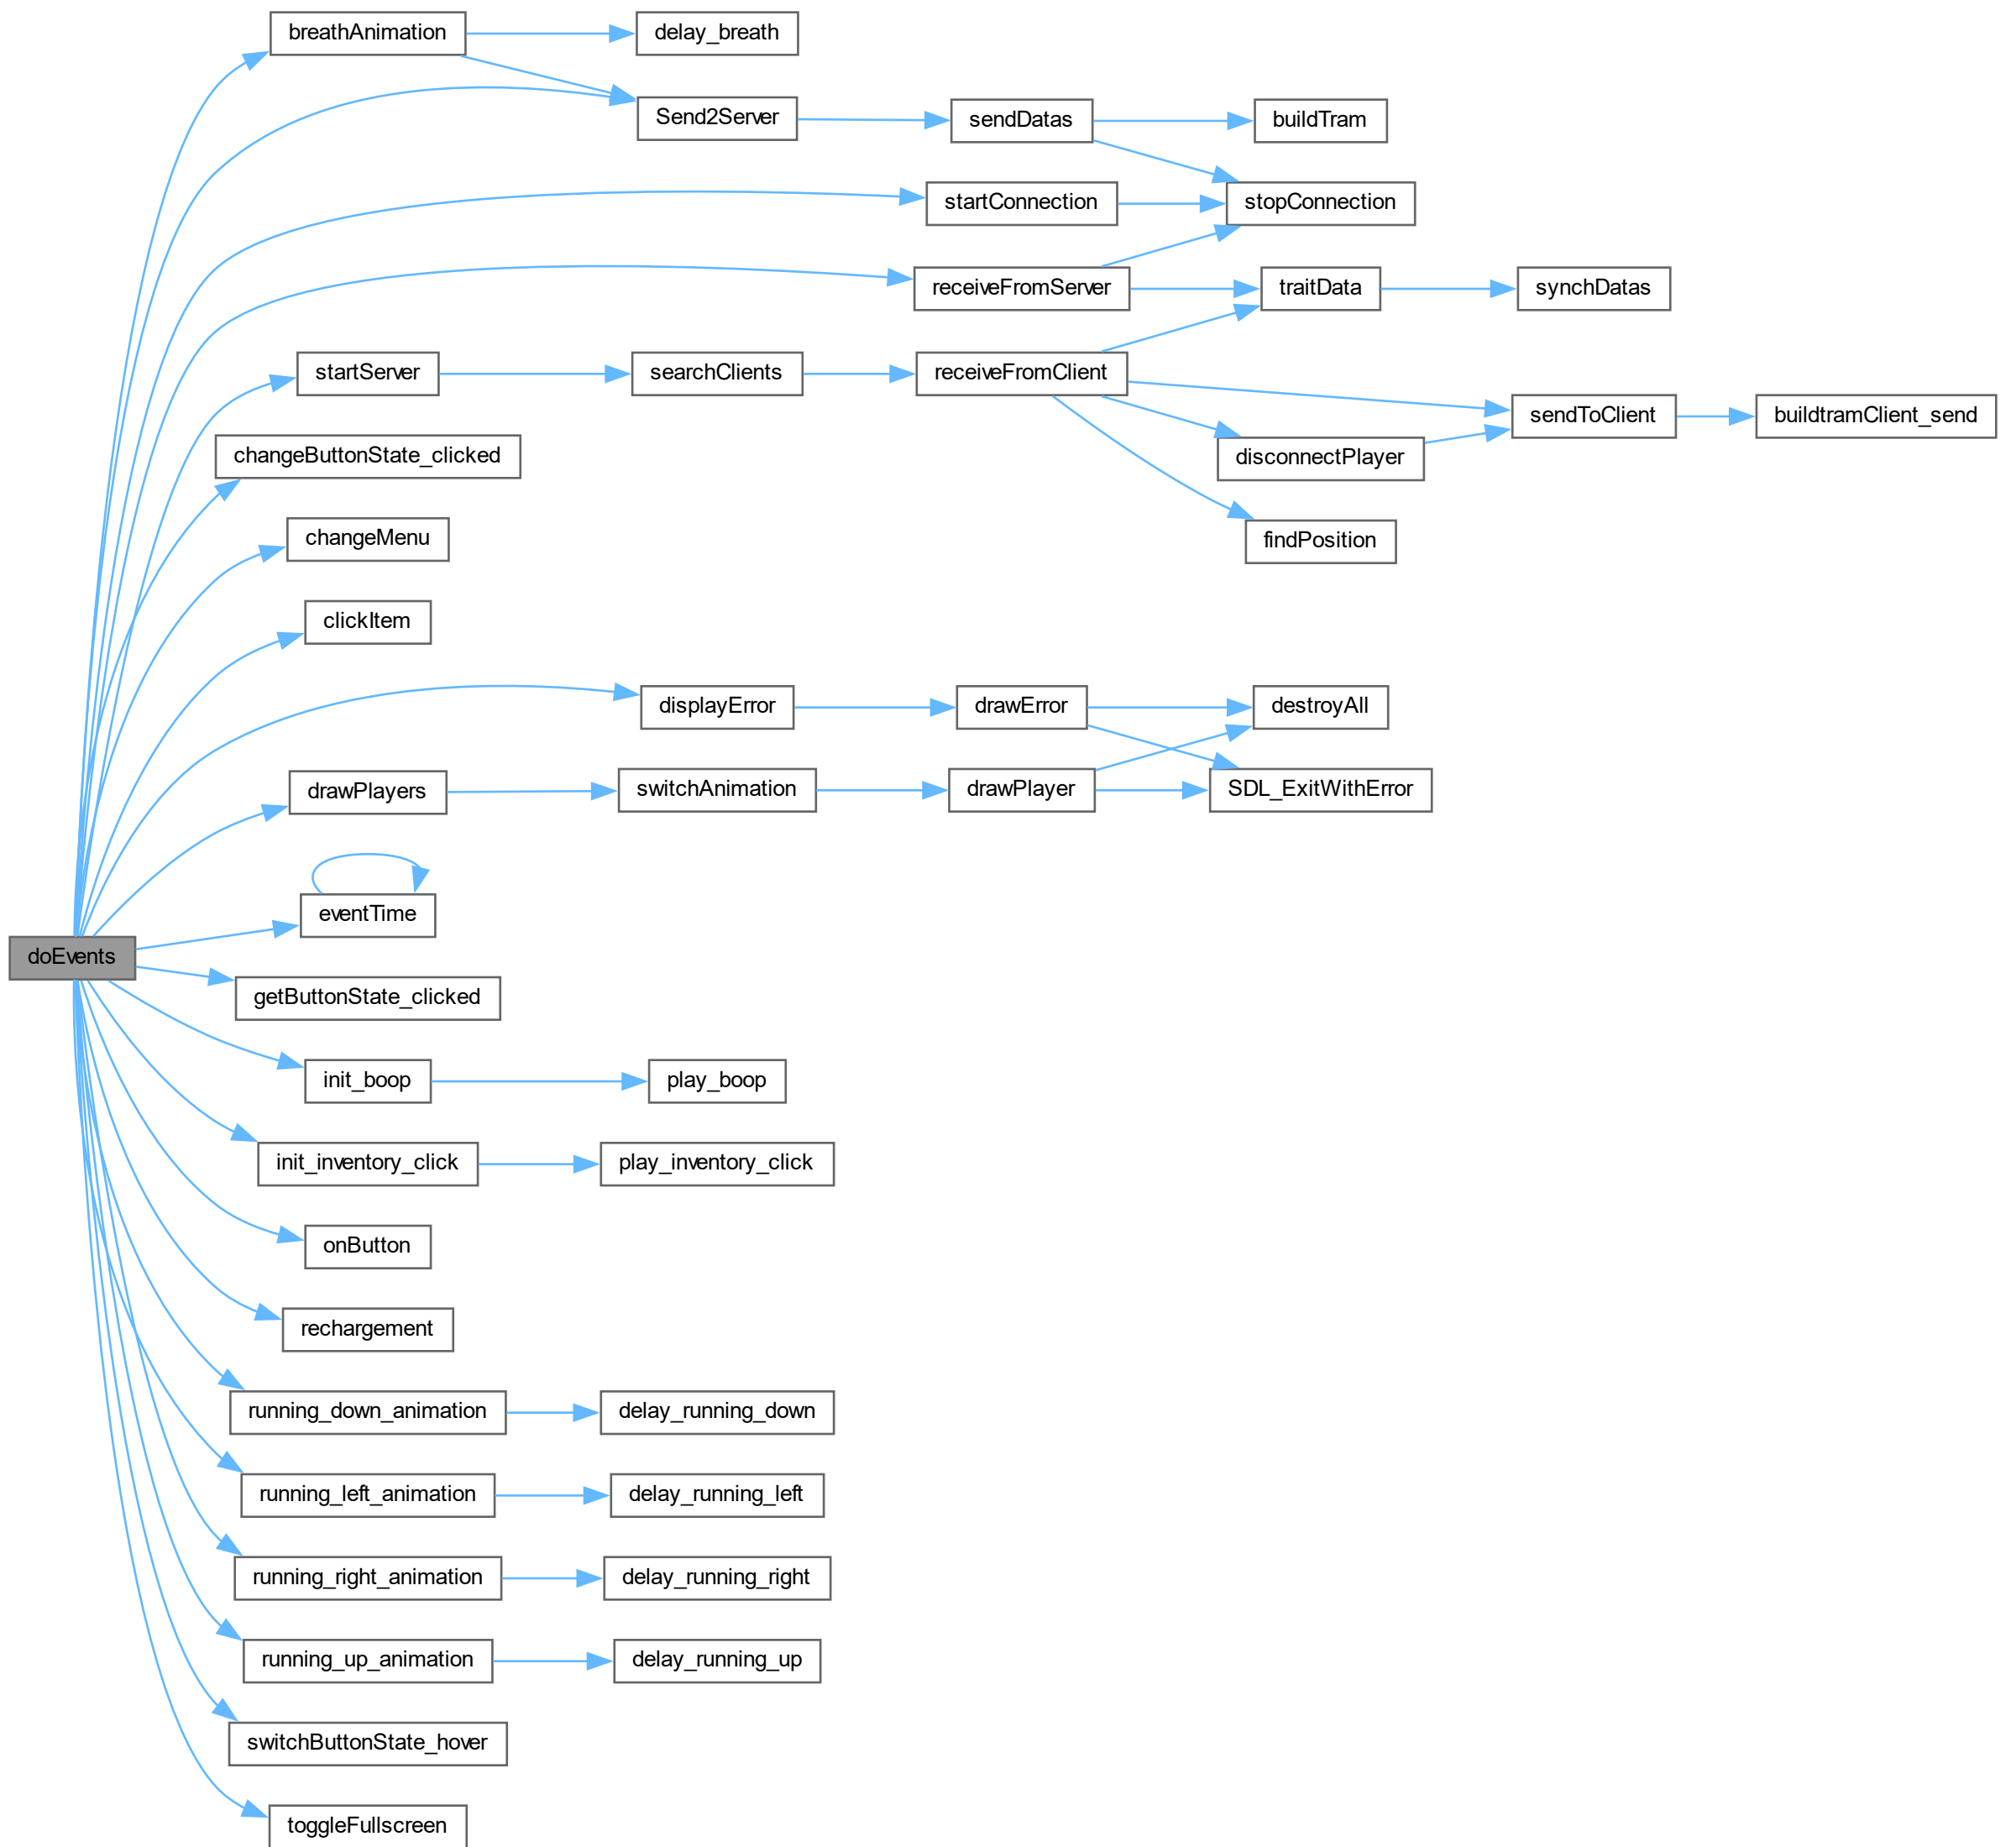 breathAnimation
delay_breath
Send2Server
sendDatas
buildTram
startConnection
stopConnection
receiveFromServer
traitData
synchDatas
startServer
searchClients
receiveFromClient
sendToClient
buildtramClient_send
changeButtonState_clicked
disconnectPlayer
changeMenu
findPosition
clickItem
displayError
drawError
destroyAll
drawPlayers
switchAnimation
drawPlayer
SDL_ExitWithError
eventTime
doEvents
getButtonState_clicked
init_boop
play_boop
init_inventory_click
play_inventory_click
onButton
rechargement
running_down_animation
delay_running_down
running_left_animation
delay_running_left
running_right_animation
delay_running_right
running_up_animation
delay_running_up
switchButtonState_hover
toggleFullscreen